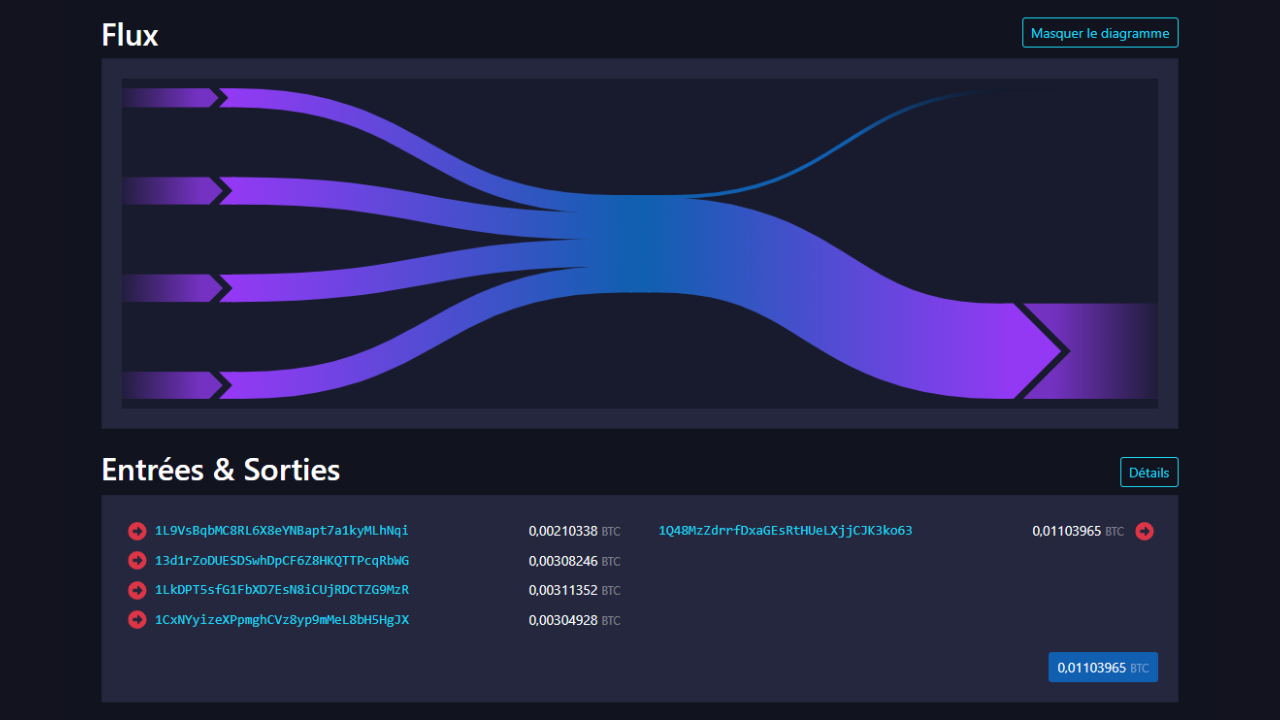 Flux
Masquer le diagramme
Entrées & Sorties
Détails
1L9VsBqbMC8RL6X8eYNBapt7a1kyMLhNqi 0,00210338 BTC 1Q48MzZdrrfDxaGEsRtHUeLXjjCJK3ko63 0,01103965 BTC
13d1rZoDUESDSwhDpCF6Z8HKQTTPcqRbWG 0,00308246 BTC
1LkDPT5sfG1FbXD7EsN8iCUjRDCTZG9MzR 0,00311352 BTC
1CxNYyizeXPpmghCVz8yp9mMeL8bH5HgJX 0,00304928 BTC
0,01103965 BTC